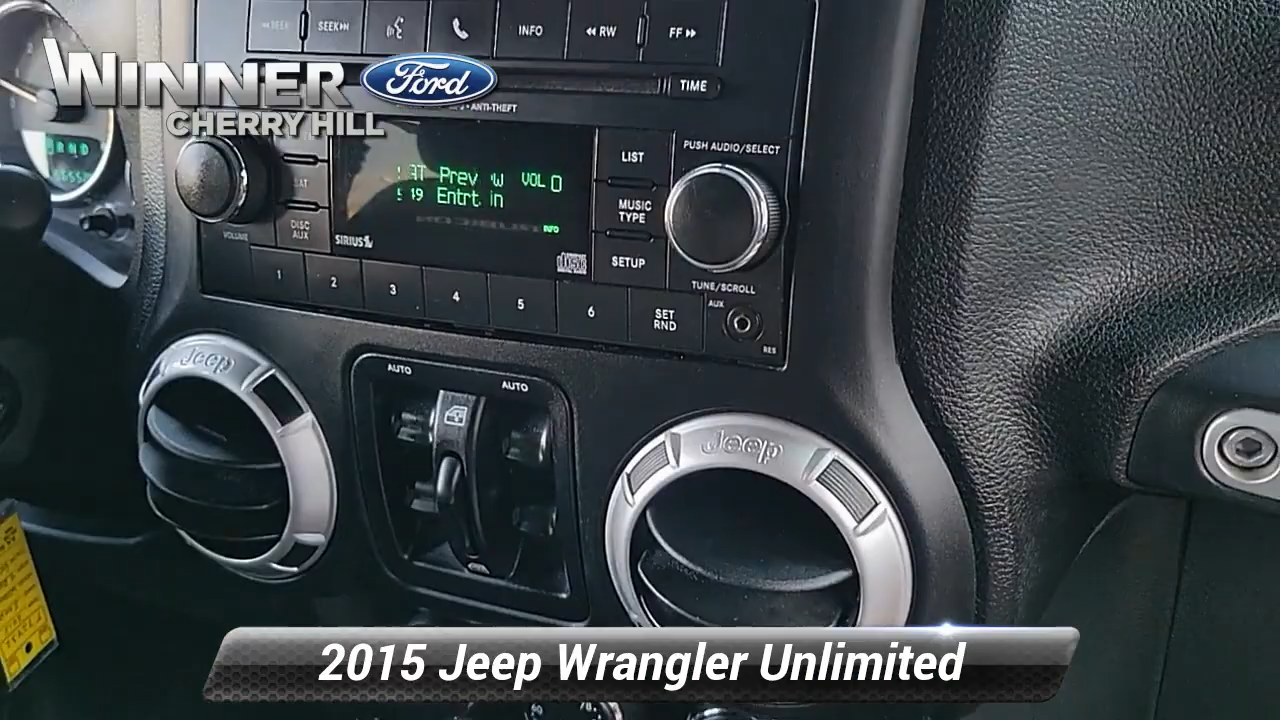 SEEK SEEK INFO RW FF
WINNER Ford
CHERRY HILL
TIME
ANTI-THEFT
PUSH AUDIO/SELECT
LIST
MUSIC
TYPE
SETUP
Prev VOL 0
INFO
DISC
AUX
VOLUME
SIRIUS
TUNE/SCROLL
1 2 3 4 5 6
SET
RND
AUX
RES
Jeep
AUTO AUTO
Jeep
2015 Jeep Wrangler Unlimited